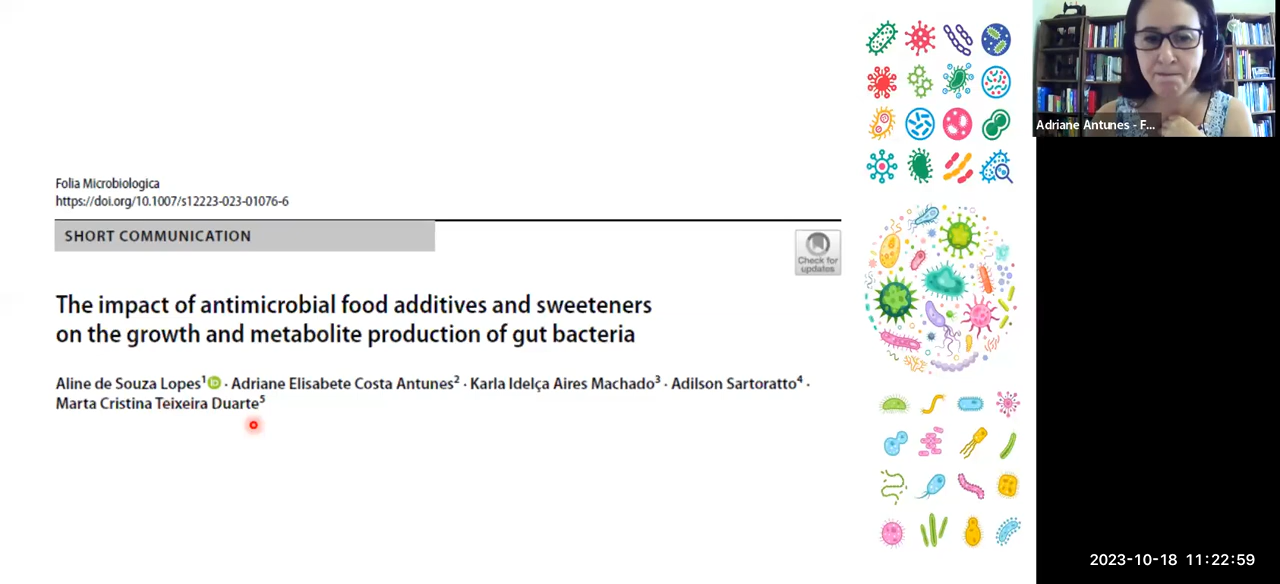 Folia Microbiologica
https://doi.org/10.1007/s12223-023-01076-6
SHORT COMMUNICATION
Check for
updates
The impact of antimicrobial food additives and sweeteners
on the growth and metabolite production of gut bacteria
Aline de Souza Lopes1 iD · Adriane Elisabete Costa Antunes2 · Karla Idelça Aires Machado3 · Adilson Sartoratto4 ·
Marta Cristina Teixeira Duarte5
Adriane Antunes - F...
2023-10-18 11:22:59